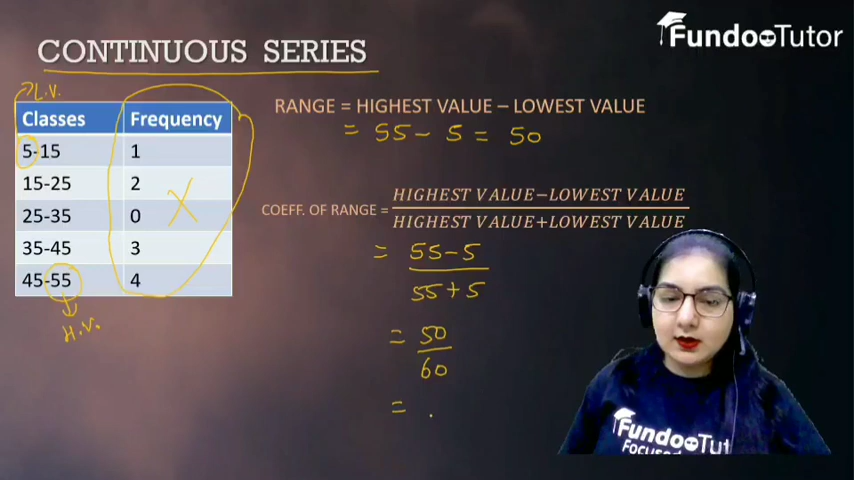 FundooTutor
CONTINUOUS SERIES
L.V.
Classes Frequency
5-15 1
15-25 2
25-35 0
35-45 3
45-55 4
H.V.
RANGE = HIGHEST VALUE – LOWEST VALUE
= 55 - 5 = 50
COEFF. OF RANGE = HIGHEST VALUE−LOWEST VALUE
HIGHEST VALUE+LOWEST VALUE
= 55-5
55+5
= 50
60
= .
FundooTut
Focused